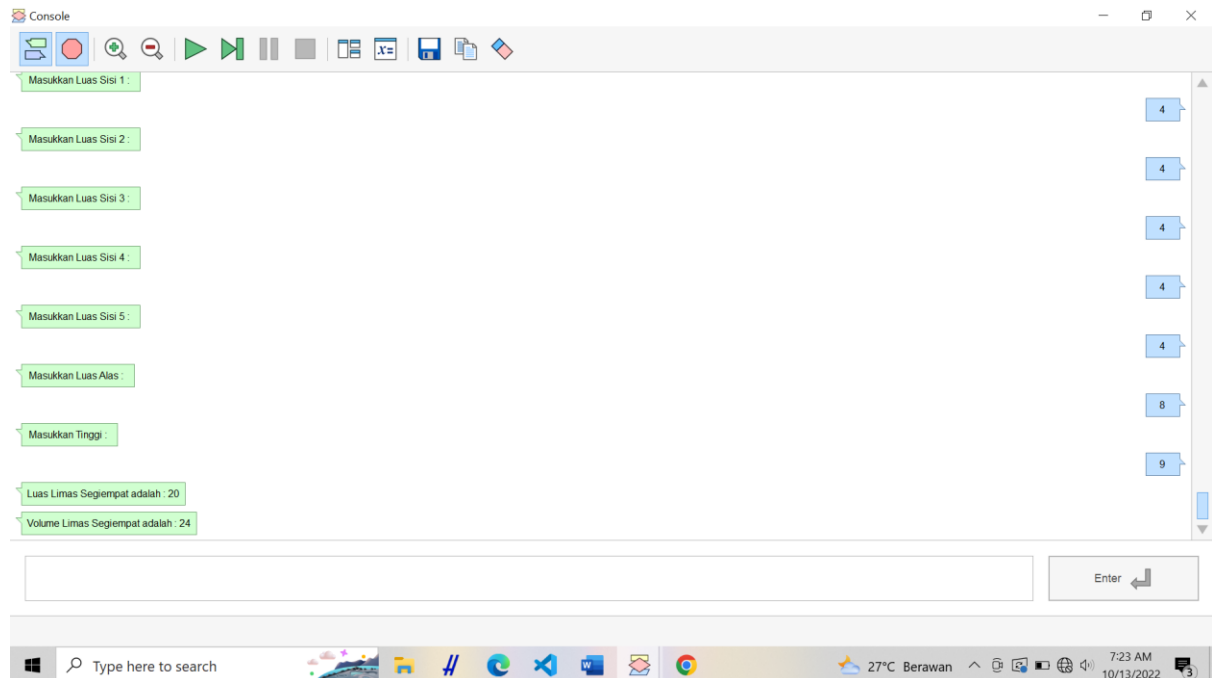 Console
x=
Masukkan Luas Sisi 1 :
4
Masukkan Luas Sisi 2 :
4
Masukkan Luas Sisi 3 :
4
Masukkan Luas Sisi 4 :
4
Masukkan Luas Sisi 5 :
4
Masukkan Luas Alas :
8
Masukkan Tinggi :
9
Luas Limas Segiempat adalah : 20
Volume Limas Segiempat adalah : 24
Enter
Type here to search
27°C Berawan
7:23 AM
10/13/2022
3